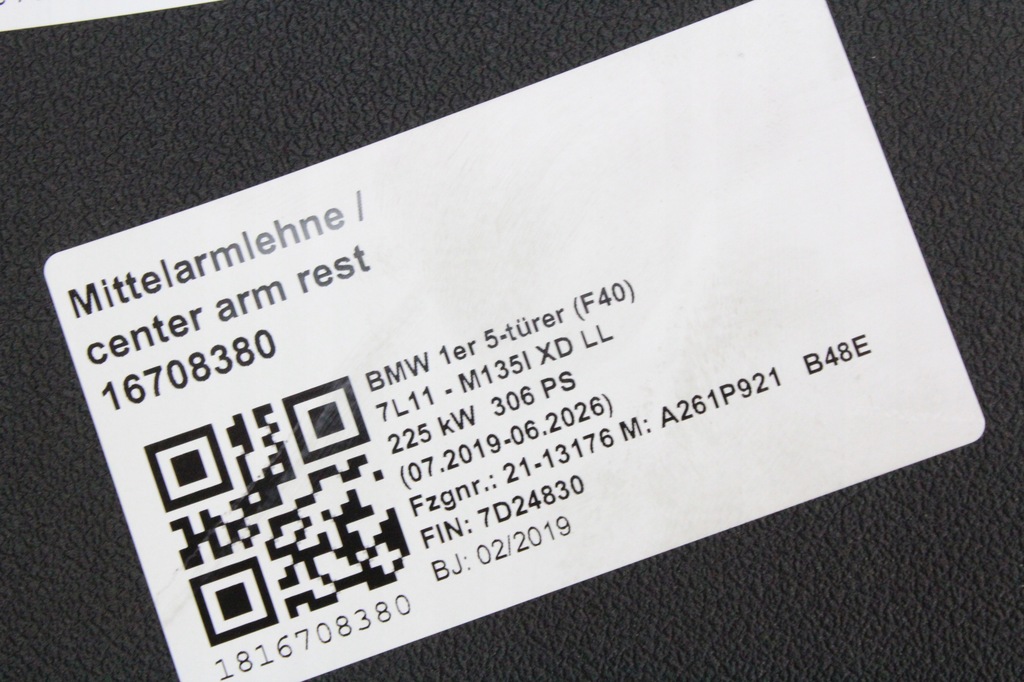 Mittelarmlehne /
center arm rest
16708380
BMW 1er 5-türer (F40)
7L11 - M135I XD LL
225 kW 306 PS
(07.2019-06.2026)
Fzgnr.: 21-13176 M: A261P921 B48E
FIN: 7D24830
BJ: 02/2019
1816708380